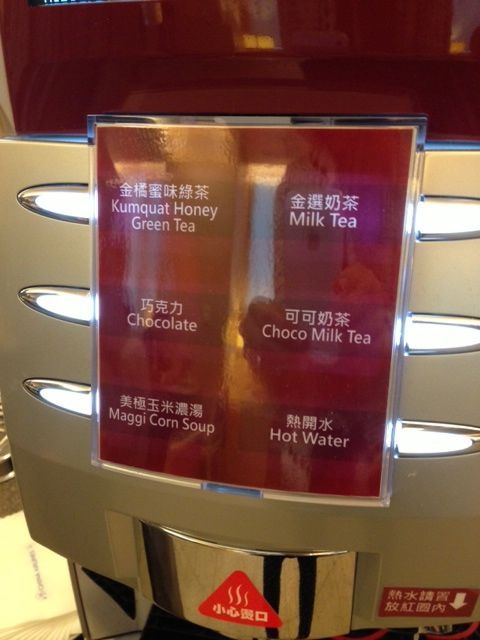 金橘蜜味綠茶
Kumquat Honey
Green Tea
金選奶茶
Milk Tea
巧克力
Chocolate
可可奶茶
Choco Milk Tea
美極玉米濃湯
Maggi Corn Soup
熱開水
Hot Water
小心燙口
熱水請置
放紅圈內